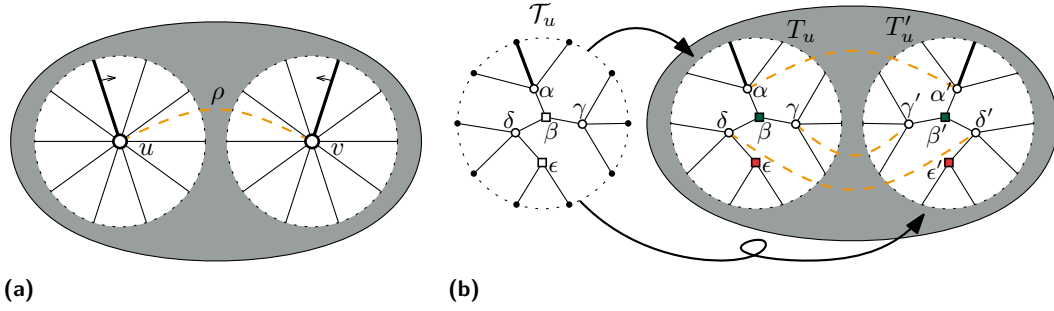 𝒯_u
T_u
T'_u
ρ
u
v
α
β
γ
δ
ϵ
α
β
γ
δ
ϵ
α'
β'
γ'
δ'
ϵ'
(a)
(b)